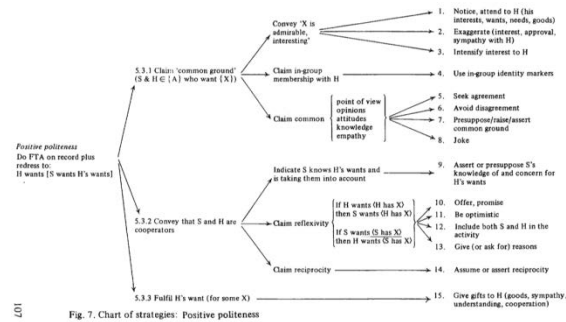 Convey 'X is
admirable,
interesting'
1. Notice, attend to H (his
interests, wants, needs, goods)
2. Exaggerate (interest, approval,
sympathy with H)
3. Intensify interest to H
5.3.1 Claim 'common ground'
(S & H ∈ {A} who want {X})
Claim in-group
membership with H
4. Use in-group identity markers
Claim common
point of view
opinions
attitudes
knowledge
empathy
5. Seek agreement
6. Avoid disagreement
7. Presuppose/raise/assert
common ground
8. Joke
Positive politeness
Do FTA on record plus
redress to:
H wants [S wants H's wants]
Indicate S knows H's wants and
is taking them into account
9. Assert or presuppose S's
knowledge of and concern for
H's wants
5.3.2 Convey that S and H are
cooperators
Claim reflexivity
If H wants (H has X)
then S wants (H has X)
If S wants (S has X)
then H wants (S has X)
10. Offer, promise
11. Be optimistic
12. Include both S and H in the
activity
13. Give (or ask for) reasons
Claim reciprocity
14. Assume or assert reciprocity
5.3.3 Fulfil H's want (for some X)
15. Give gifts to H (goods, sympathy,
understanding, cooperation)
107
Fig. 7. Chart of strategies: Positive politeness